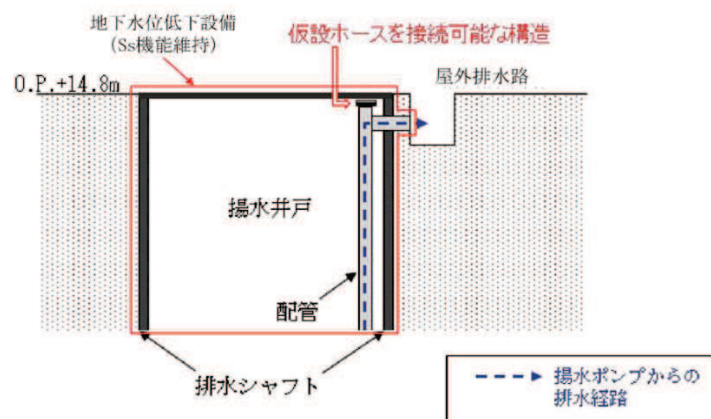 地下水位低下設備
(Ss機能維持)
仮設ホースを接続可能な構造
O.P.+14.8m
屋外排水路
揚水井戸
配管
排水シャフト
揚水ポンプからの
排水経路